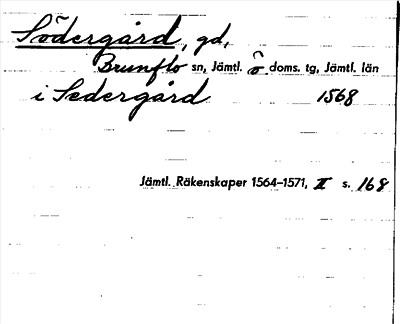 Södergård, gd,
Brunflo sn, Jämtl. ö. doms. tg, Jämtl. län
i Sedergård 1568
Jämtl. Räkenskaper 1564–1571, II s. 168